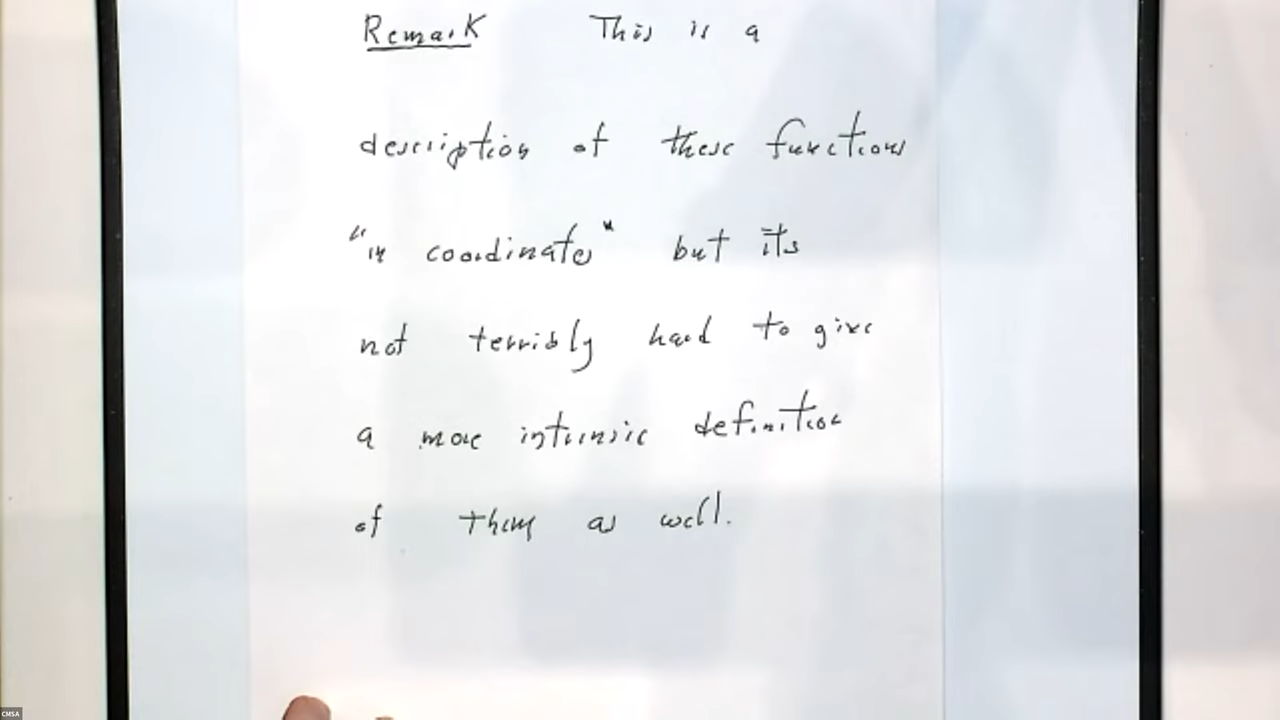 Remark This is a
description of these functions
"in coordinates" but its
not terribly hard to give
a more intrinsic definition
of them as well.
CMSA